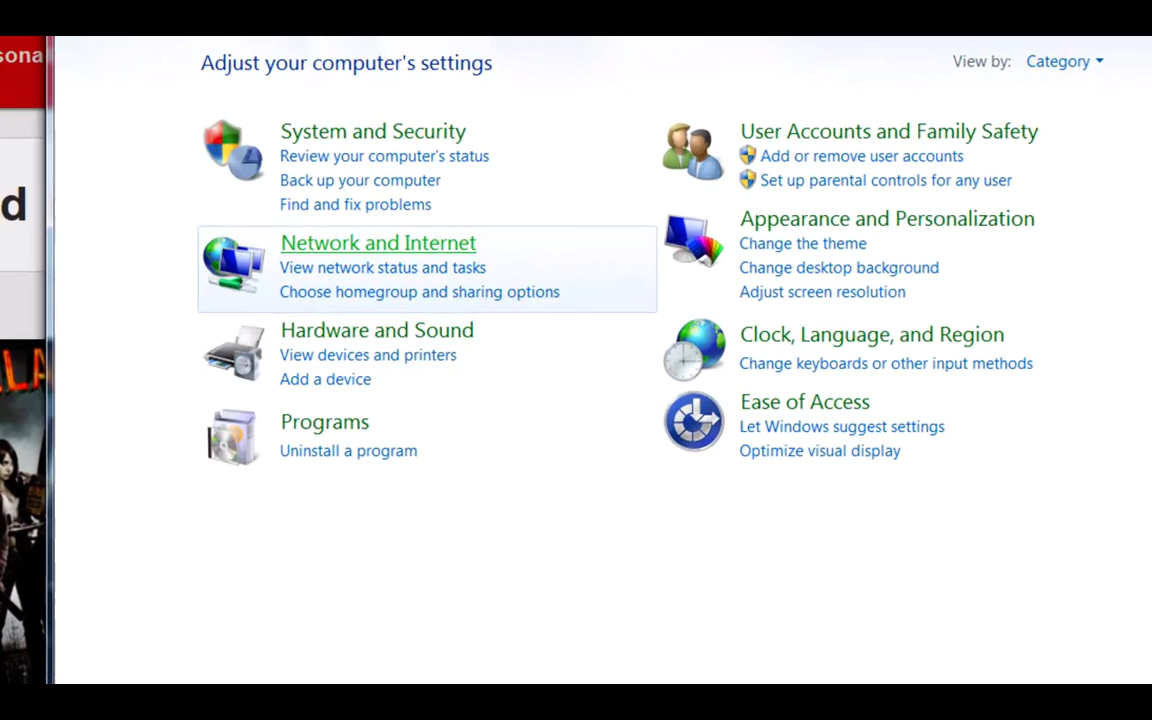 sona
d
Adjust your computer's settings
View by: Category
System and Security
Review your computer's status
Back up your computer
Find and fix problems
Network and Internet
View network status and tasks
Choose homegroup and sharing options
Hardware and Sound
View devices and printers
Add a device
Programs
Uninstall a program
User Accounts and Family Safety
Add or remove user accounts
Set up parental controls for any user
Appearance and Personalization
Change the theme
Change desktop background
Adjust screen resolution
Clock, Language, and Region
Change keyboards or other input methods
Ease of Access
Let Windows suggest settings
Optimize visual display